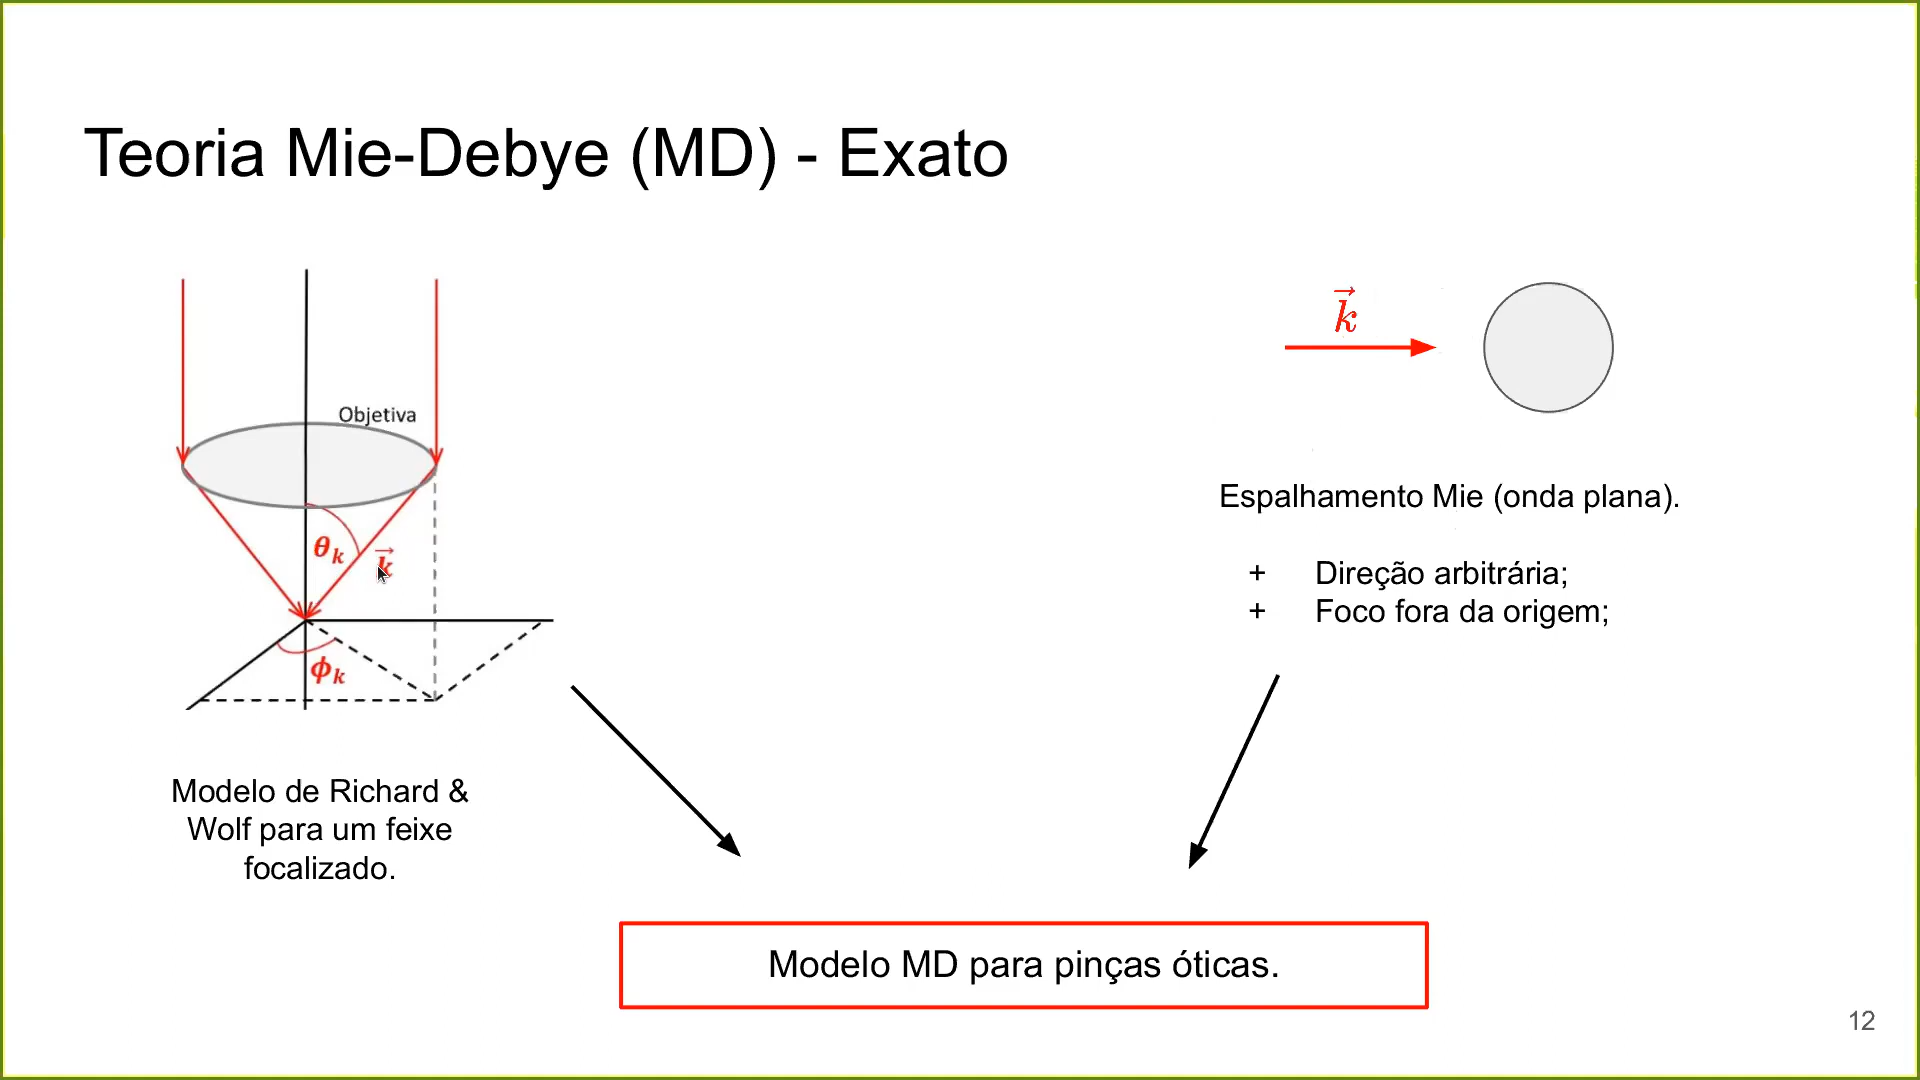 Teoria Mie-Debye (MD) - Exato
Objetiva
θₖ
k⃗
ϕₖ
Modelo de Richard &
Wolf para um feixe
focalizado.
k⃗
Espalhamento Mie (onda plana).
+ Direção arbitrária;
+ Foco fora da origem;
Modelo MD para pinças óticas.
12